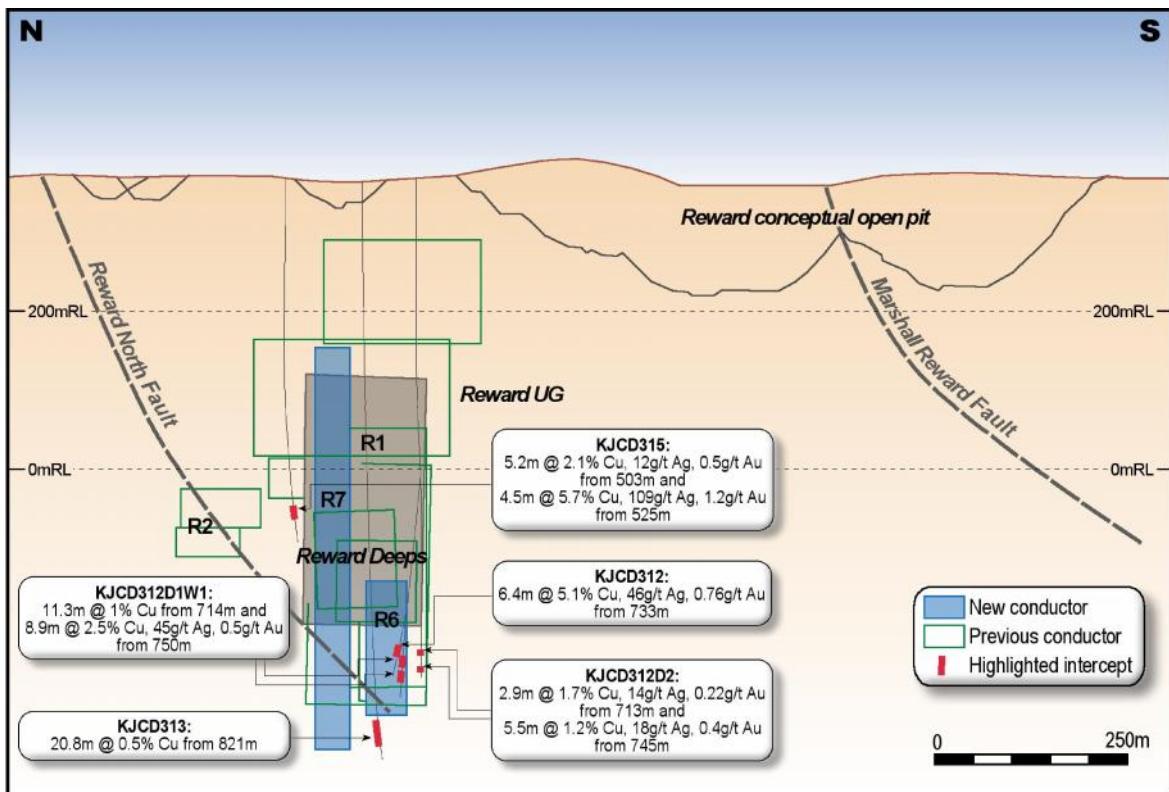 N
S
Reward conceptual open pit
Reward North Fault
Marshall Reward Fault
200mRL
200mRL
Reward UG
R1
0mRL
0mRL
KJCD315:
5.2m @ 2.1% Cu, 12g/t Ag, 0.5g/t Au
from 503m and
4.5m @ 5.7% Cu, 109g/t Ag, 1.2g/t Au
from 525m
R7
R2
Reward Deeps
KJCD312D1W1:
11.3m @ 1% Cu from 714m and
8.9m @ 2.5% Cu, 45g/t Ag, 0.5g/t Au
from 750m
KJCD312:
6.4m @ 5.1% Cu, 46g/t Ag, 0.76g/t Au
from 733m
R6
New conductor
Previous conductor
Highlighted intercept
KJCD312D2:
2.9m @ 1.7% Cu, 14g/t Ag, 0.22g/t Au
from 713m and
5.5m @ 1.2% Cu, 18g/t Ag, 0.4g/t Au
from 745m
KJCD313:
20.8m @ 0.5% Cu from 821m
0
250m